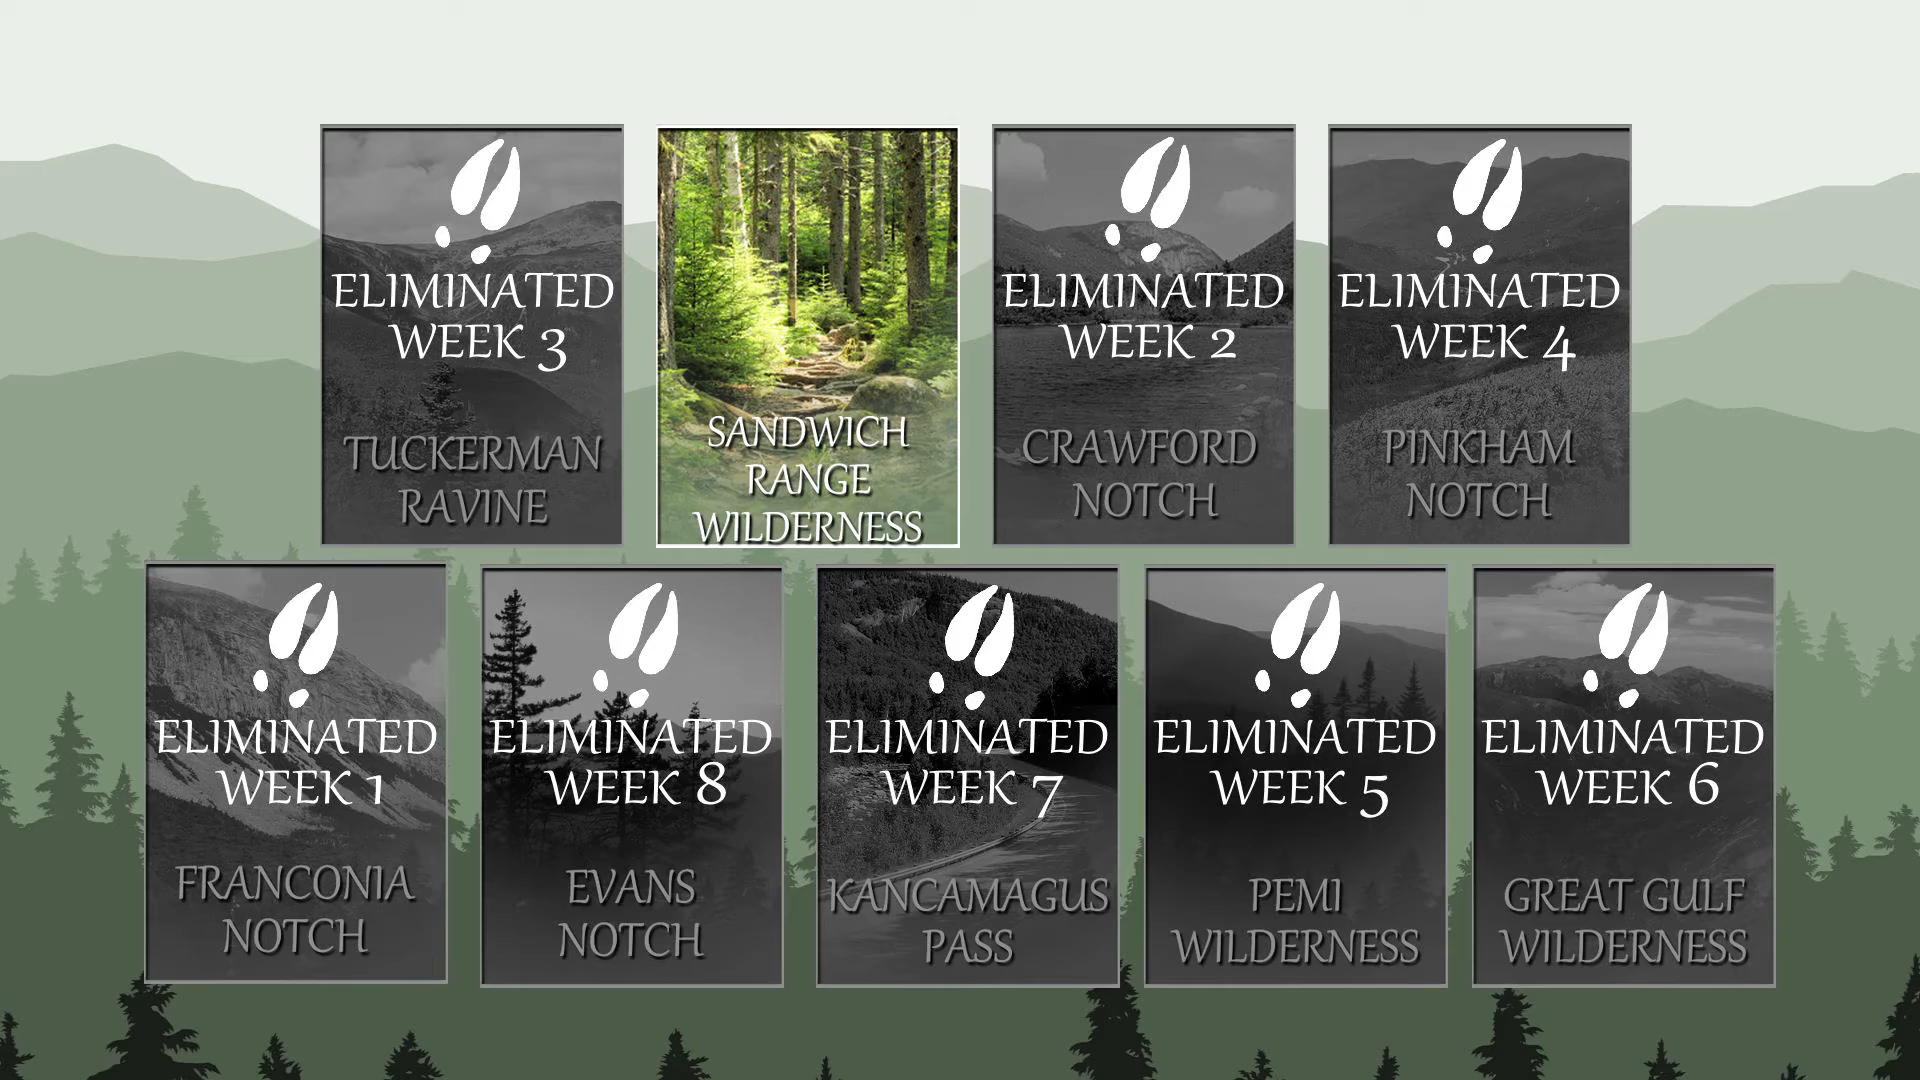 ELIMINATED
WEEK 3
TUCKERMAN
RAVINE
SANDWICH
RANGE
WILDERNESS
ELIMINATED
WEEK 2
CRAWFORD
NOTCH
ELIMINATED
WEEK 4
PINKHAM
NOTCH
ELIMINATED
WEEK 1
FRANCONIA
NOTCH
ELIMINATED
WEEK 8
EVANS
NOTCH
ELIMINATED
WEEK 7
KANCAMAGUS
PASS
ELIMINATED
WEEK 5
PEMI
WILDERNESS
ELIMINATED
WEEK 6
GREAT GULF
WILDERNESS